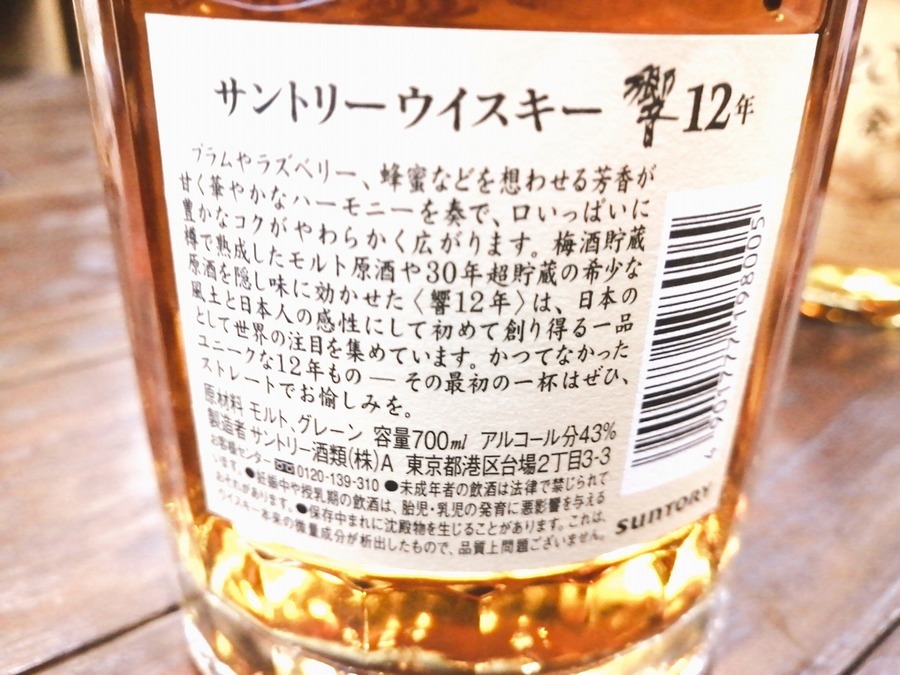 サントリーウイスキー 響 12年
プラムやラズベリー、蜂蜜などを想わせる芳香が
甘く華やかなハーモニーを奏で、口いっぱいに
豊かなコクがやわらかく広がります。梅酒貯蔵
樽で熟成したモルト原酒や30年超貯蔵の希少な
原酒を隠し味に効かせた〈響12年〉は、日本の
風土と日本人の感性にして初めて創り得る一品
として世界の注目を集めています。かつてなかった
ユニークな12年もの ― その最初の一杯はぜひ、
ストレートでお愉しみを。
原材料 モルト、グレーン 容量700ml アルコール分43%
製造者 サントリー酒類(株)A 東京都港区台場2丁目3-3
お客様センター 0120-139-310 ●未成年者の飲酒は法律で禁じられて
います。●妊娠中や授乳期の飲酒は、胎児・乳児の発育に悪影響を与える
おそれがあります。●保存中まれに沈殿物を生じることがあります。これは、
ウイスキー本来の微量成分が析出したもので、品質上問題ございません。
SUNTORY
4 901777 198005